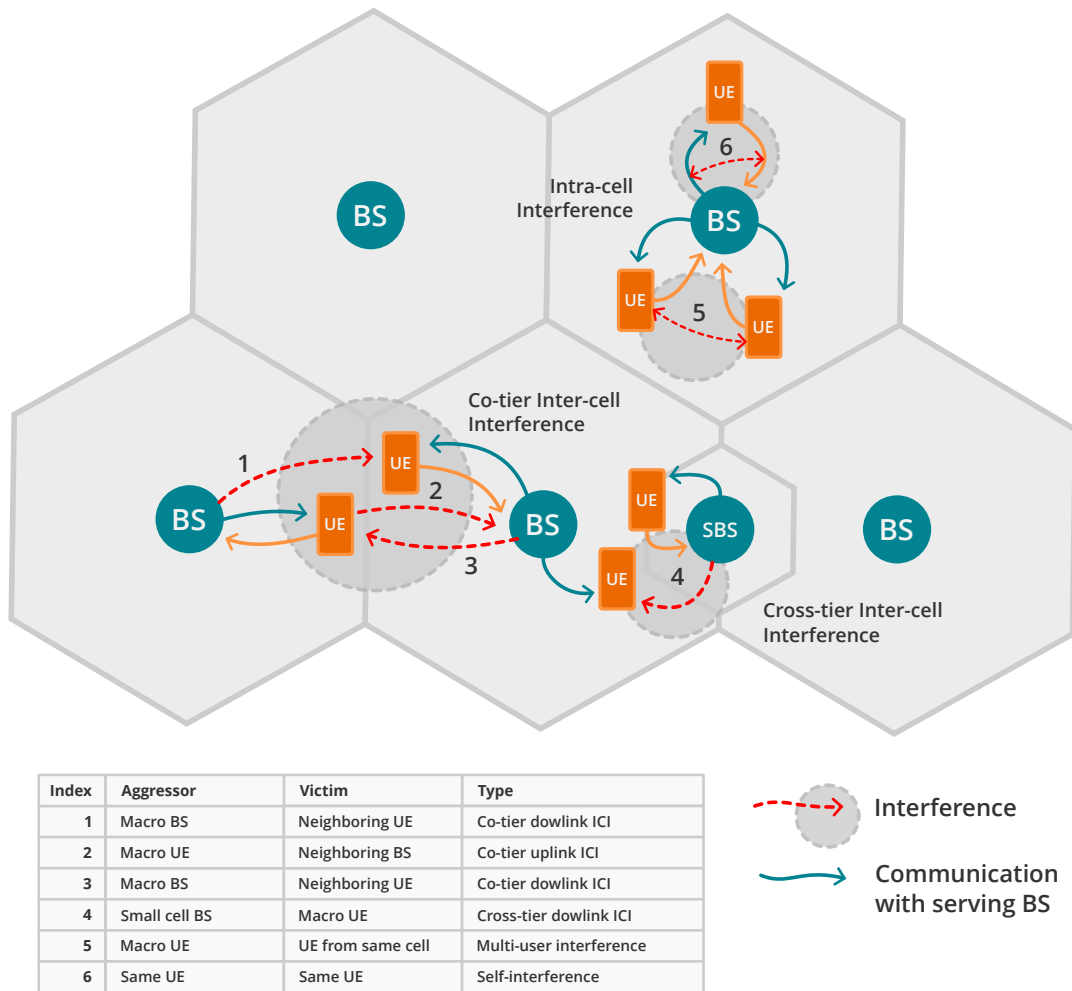 UE
6
Intra-cell
Interference
BS
BS
UE
5
UE
Co-tier Inter-cell
Interference
1
UE
2
UE
BS
UE
BS
SBS
BS
3
UE
4
Cross-tier Inter-cell
Interference
Index Aggressor Victim Type
1 Macro BS Neighboring UE Co-tier dowlink ICI
2 Macro UE Neighboring BS Co-tier uplink ICI
3 Macro BS Neighboring UE Co-tier dowlink ICI
4 Small cell BS Macro UE Cross-tier dowlink ICI
5 Macro UE UE from same cell Multi-user interference
6 Same UE Same UE Self-interference
Interference
Communication
with serving BS